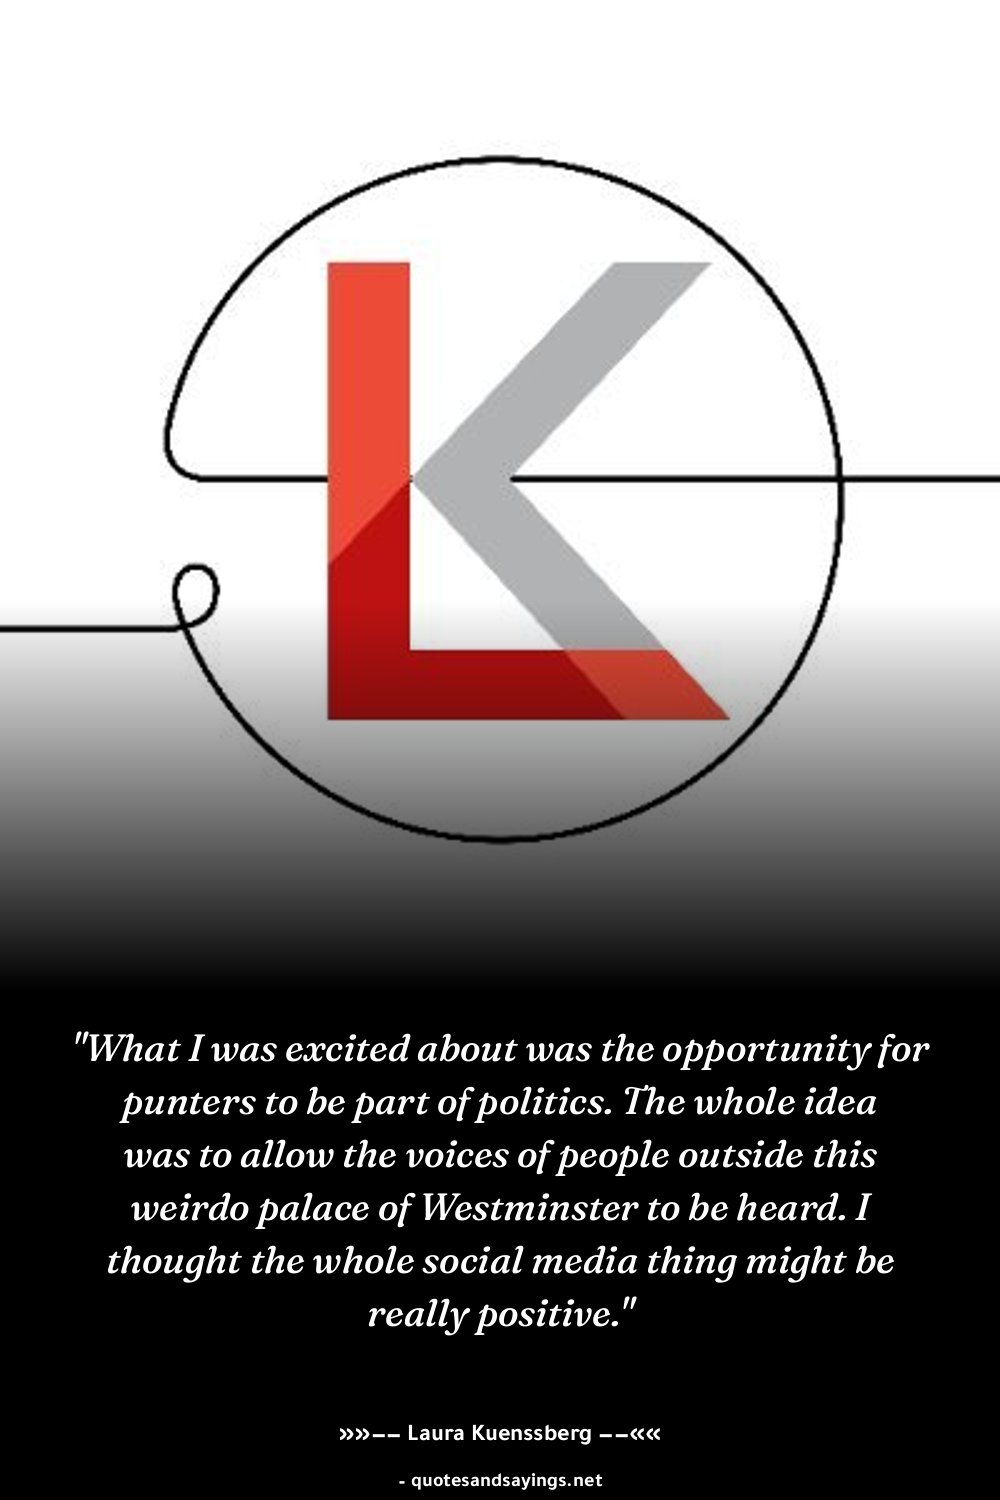 LK
"What I was excited about was the opportunity for
punters to be part of politics. The whole idea
was to allow the voices of people outside this
weirdo palace of Westminster to be heard. I
thought the whole social media thing might be
really positive."
»»–– Laura Kuenssberg ––««
- quotesandsayings.net